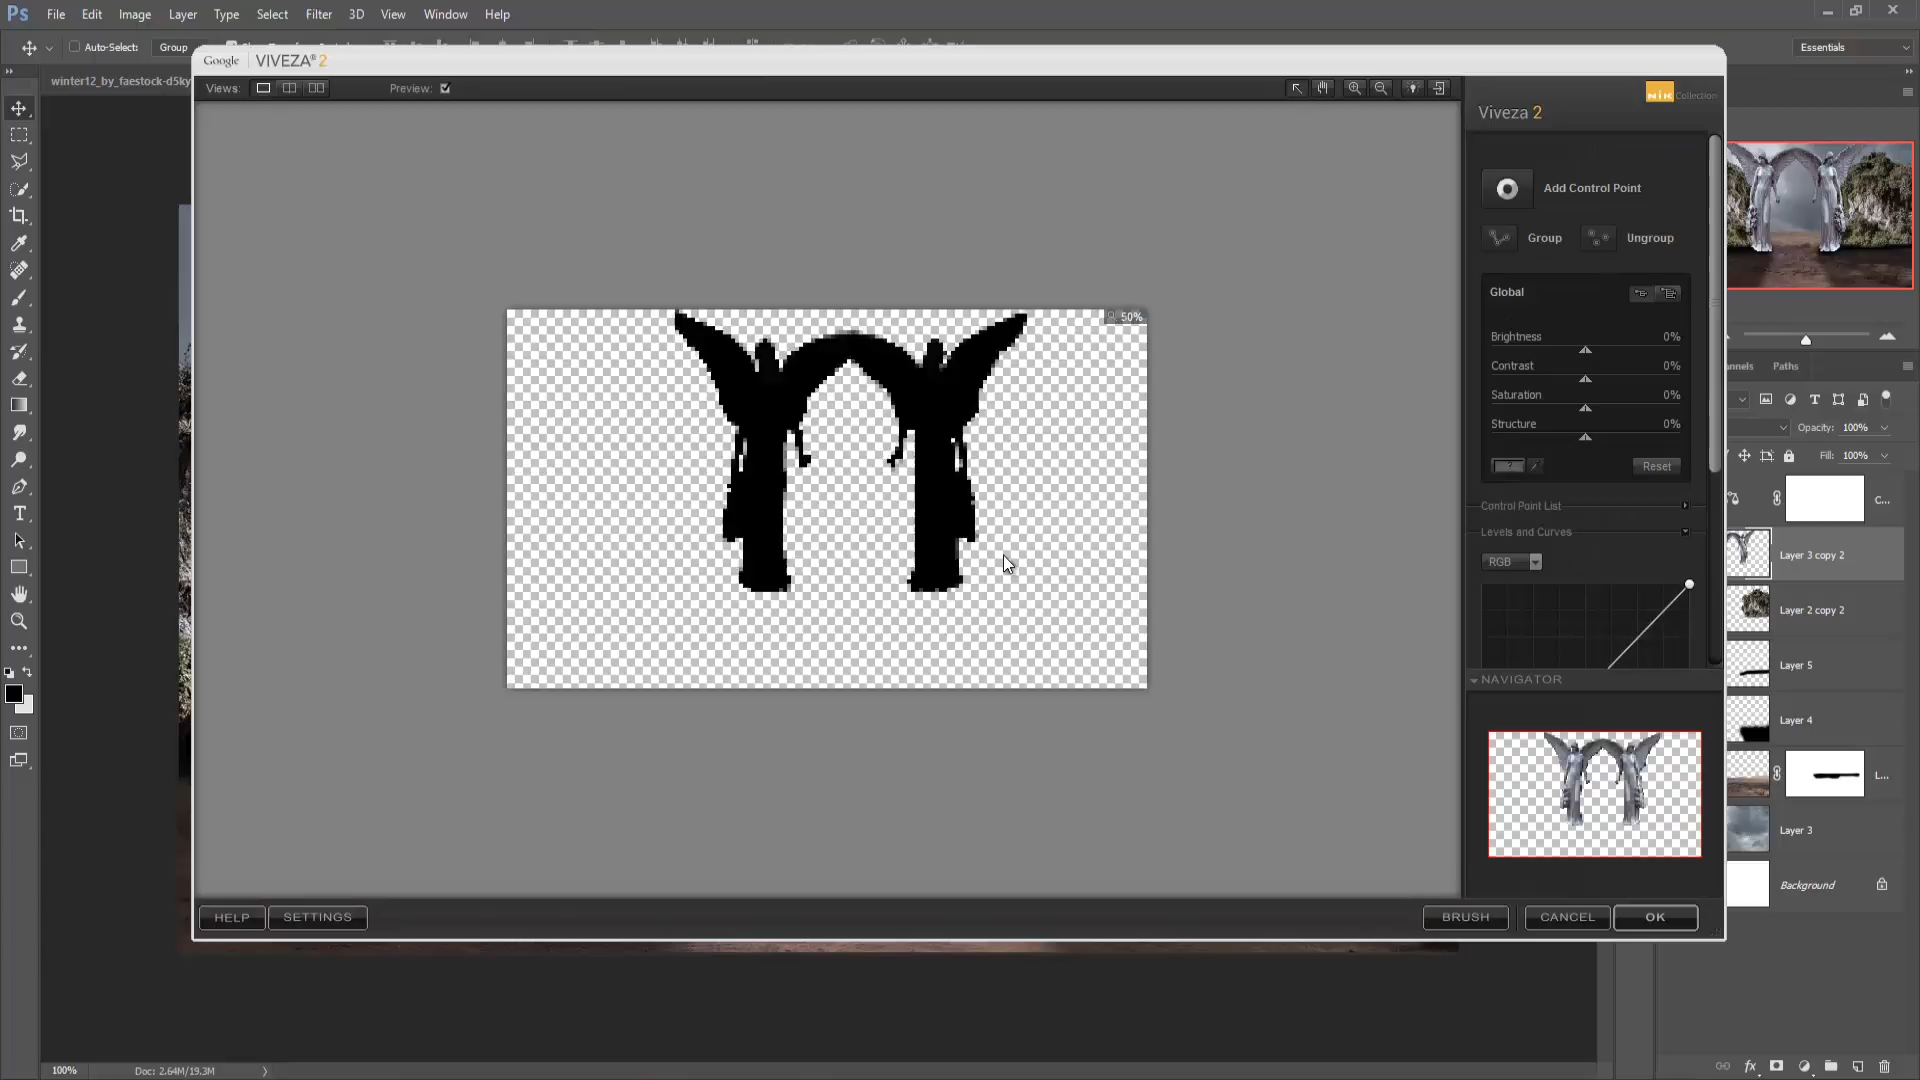 Ps File Edit Image Layer Type Select Filter 3D View Window Help
Auto-Select: Group
Essentials
Google VIVEZA® 2
winter12_by_faestock-d5ky
Views: Preview:
Nik Collection
Viveza 2
Add Control Point
Group Ungroup
Global
50%
Brightness 0%
Contrast 0%
Saturation 0%
Structure 0%
?
Reset
Control Point List
Levels and Curves
RGB
NAVIGATOR
Paths
Opacity: 100%
Fill: 100%
C...
Layer 3 copy 2
Layer 2 copy 2
Layer 5
Layer 4
L...
Layer 3
Background
HELP SETTINGS BRUSH CANCEL OK
100% Doc: 2.64M/19.3M
fx